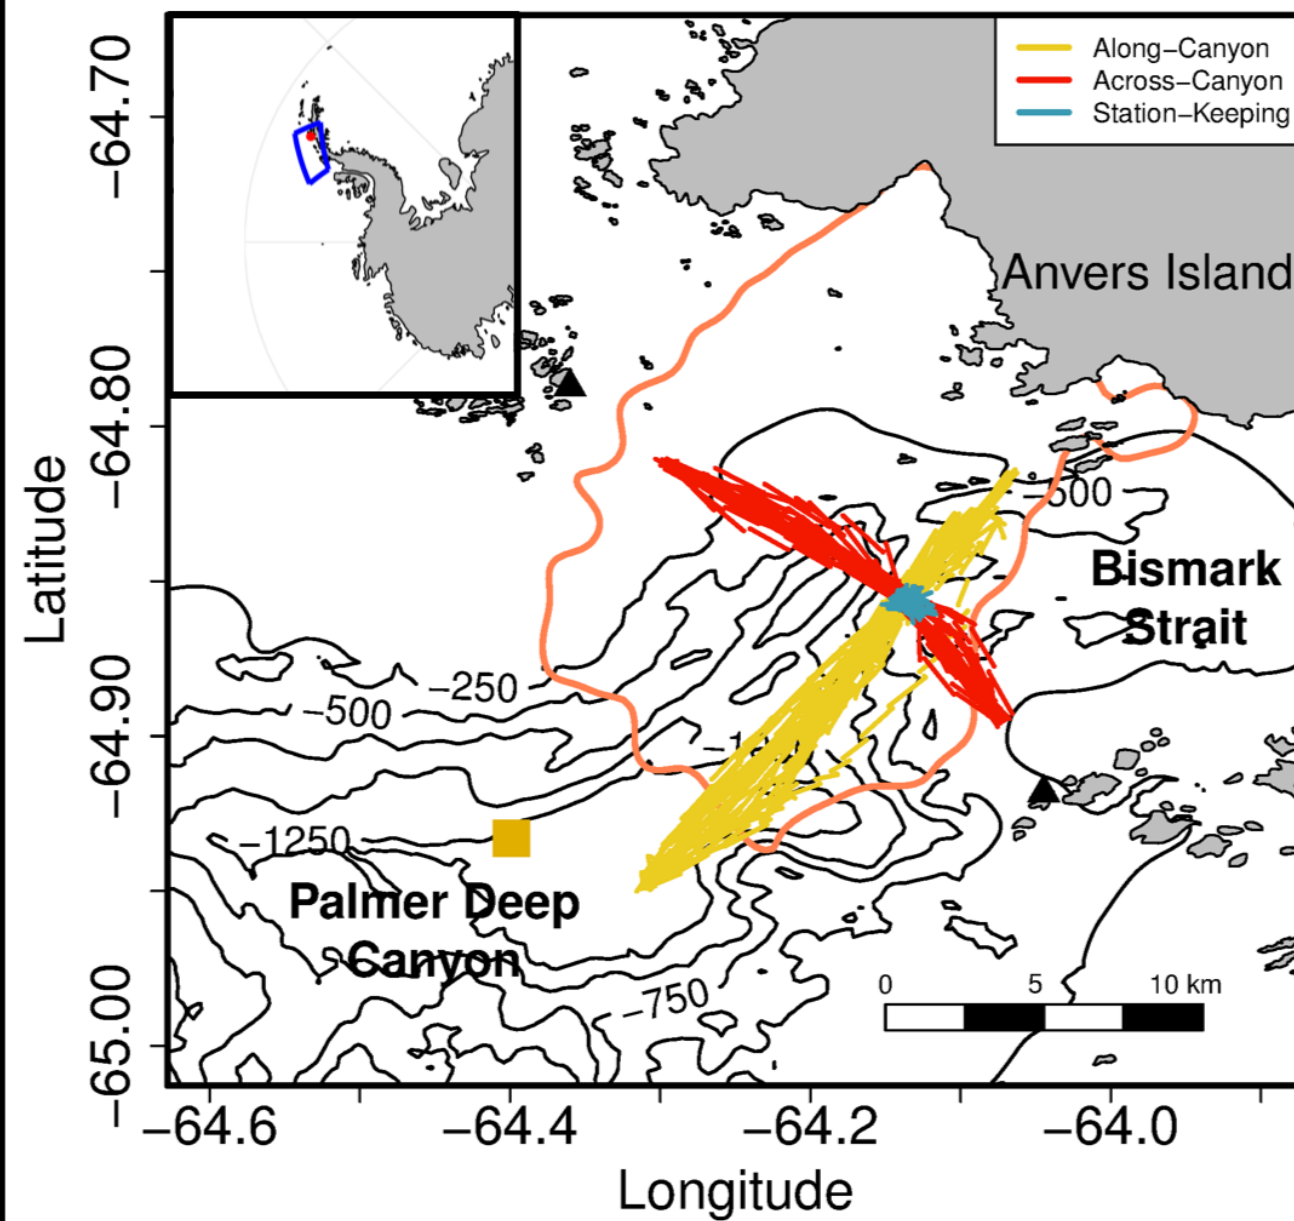 Along−Canyon
Across−Canyon
Station−Keeping
−64.70
−64.80
−64.90
−65.00
Latitude
Anvers Island
−500
Bismark
Strait
−250
−500
−1250
Palmer Deep
Canyon
−750
0 5 10 km
−64.6 −64.4 −64.2 −64.0
Longitude